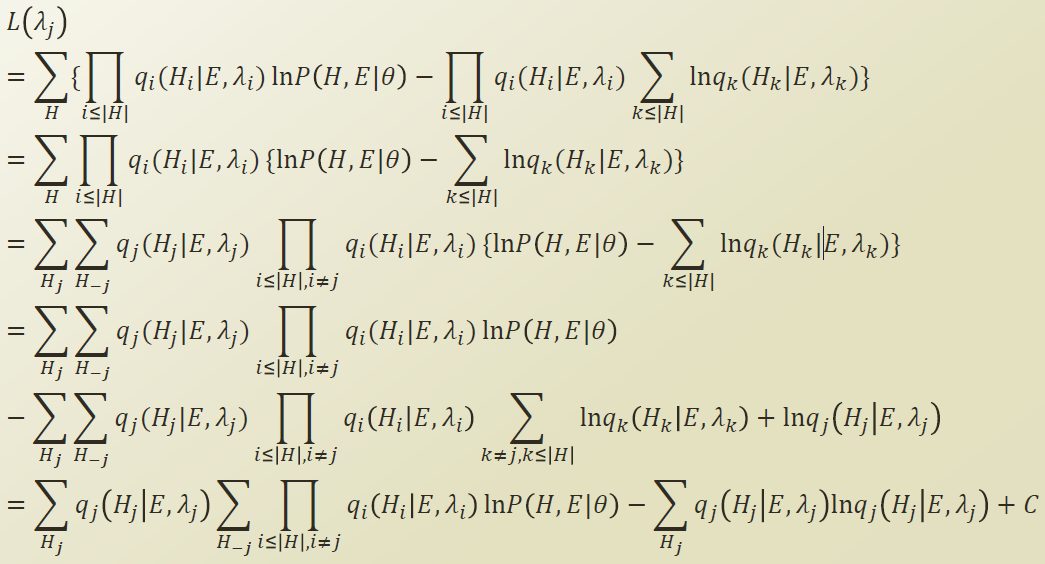 L(λ_j)
= ∑_H {∏_{i≤|H|} q_i(H_i|E, λ_i) lnP(H, E|θ) − ∏_{i≤|H|} q_i(H_i|E, λ_i) ∑_{k≤|H|} lnq_k(H_k|E, λ_k)}
= ∑_H ∏_{i≤|H|} q_i(H_i|E, λ_i) {lnP(H, E|θ) − ∑_{k≤|H|} lnq_k(H_k|E, λ_k)}
= ∑_{H_j} ∑_{H_{−j}} q_j(H_j|E, λ_j) ∏_{i≤|H|,i≠j} q_i(H_i|E, λ_i) {lnP(H, E|θ) − ∑_{k≤|H|} lnq_k(H_k|E, λ_k)}
= ∑_{H_j} ∑_{H_{−j}} q_j(H_j|E, λ_j) ∏_{i≤|H|,i≠j} q_i(H_i|E, λ_i) lnP(H, E|θ)
− ∑_{H_j} ∑_{H_{−j}} q_j(H_j|E, λ_j) ∏_{i≤|H|,i≠j} q_i(H_i|E, λ_i) ∑_{k≠j,k≤|H|} lnq_k(H_k|E, λ_k) + lnq_j(H_j|E, λ_j)
= ∑_{H_j} q_j(H_j|E, λ_j) ∑_{H_{−j}} ∏_{i≤|H|,i≠j} q_i(H_i|E, λ_i) lnP(H, E|θ) − ∑_{H_j} q_j(H_j|E, λ_j)lnq_j(H_j|E, λ_j) + C